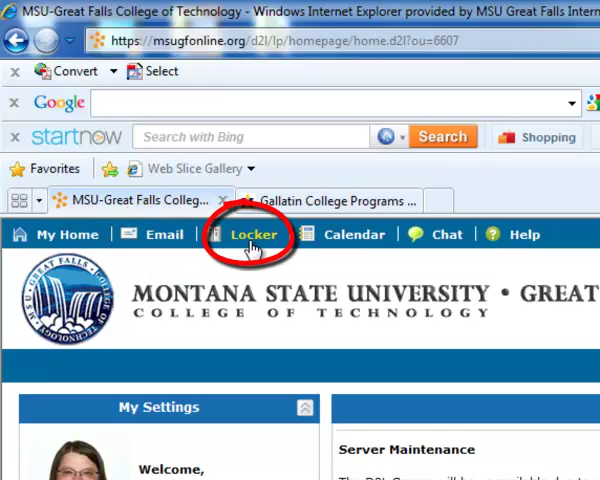 MSU-Great Falls College of Technology - Windows Internet Explorer provided by MSU Great Falls
https://msugfonline.org/d2l/lp/homepage/home.d2l?ou=6607
x Convert Select
x Google
x startnow Search with Bing Search Shopping
Favorites Web Slice Gallery
MSU-Great Falls Colleg... x Gallatin College Programs ...
My Home Email Locker Calendar Chat Help
MONTANA STATE UNIVERSITY • GREAT
COLLEGE OF TECHNOLOGY
My Settings
Server Maintenance
Welcome,